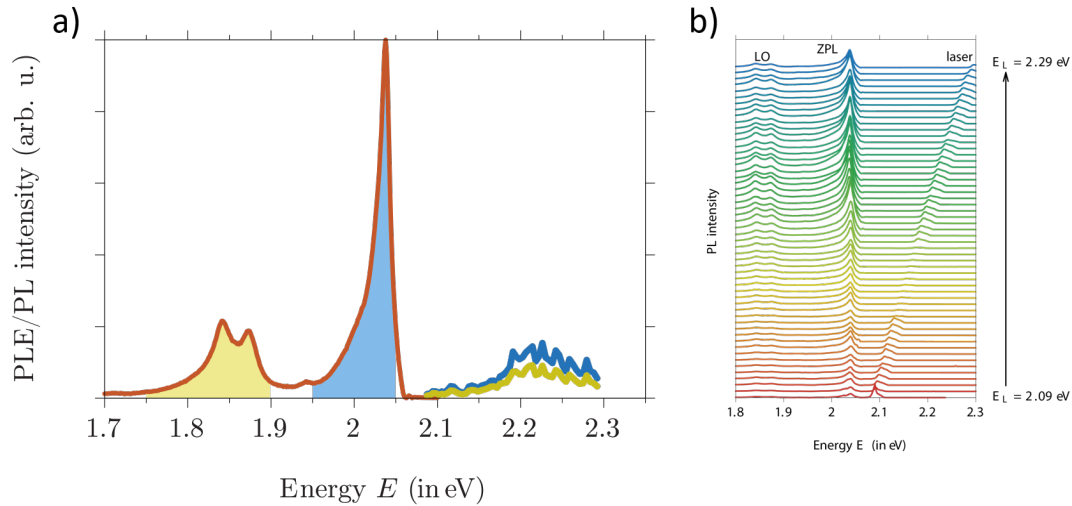 a)
PLE/PL intensity (arb. u.)
1.7 1.8 1.9 2 2.1 2.2 2.3
Energy E (in eV)
b)
LO ZPL laser
E L = 2.29 eV
E L = 2.09 eV
PL intensity
1.8 1.9 2 2.1 2.2 2.3
Energy E (in eV)